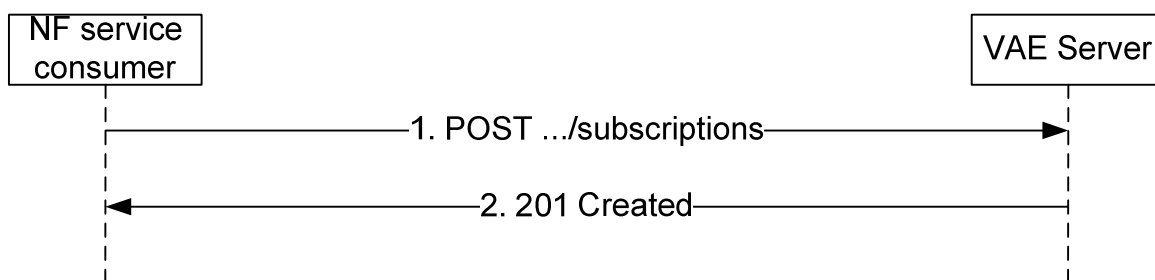 NF service
consumer
VAE Server
1. POST .../subscriptions
2. 201 Created